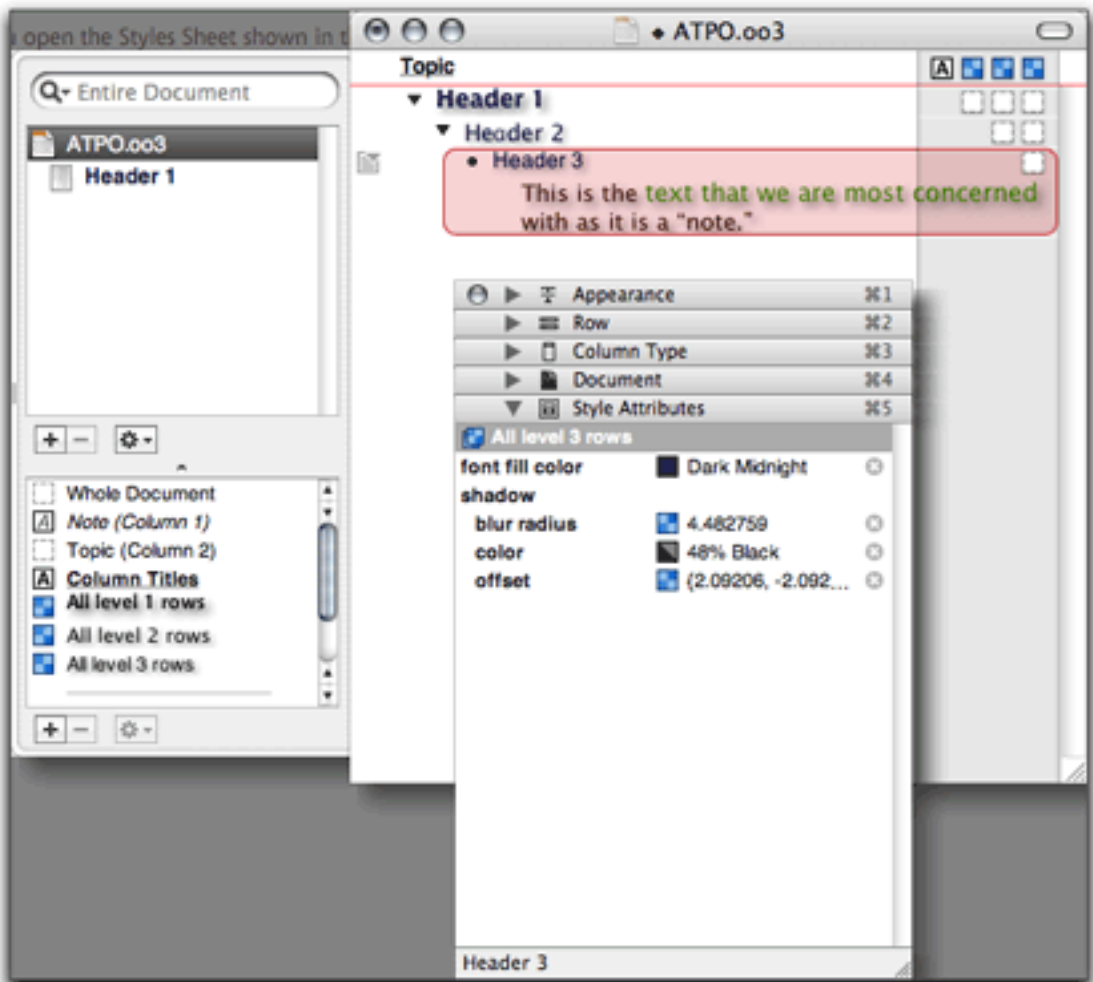 open the Styles Sheet shown in t
ATPO.oo3
Entire Document
ATPO.oo3
Header 1
Whole Document
Note (Column 1)
Topic (Column 2)
Column Titles
All level 1 rows
All level 2 rows
All level 3 rows
Topic
A
Header 1
Header 2
Header 3
This is the text that we are most concerned
with as it is a “note.”
Appearance ⌘1
Row ⌘2
Column Type ⌘3
Document ⌘4
Style Attributes ⌘5
All level 3 rows
font fill color Dark Midnight
shadow
blur radius 4.482759
color 48% Black
offset (2.09206, -2.092...
Header 3